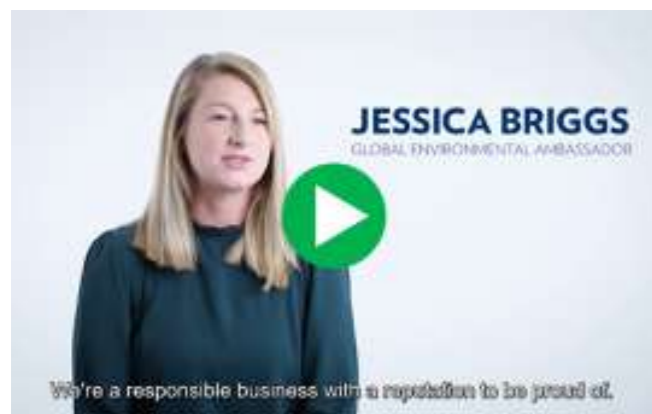 JESSICA BRIGGS
GLOBAL ENVIRONMENTAL AMBASSADOR
We're a responsible business with a reputation to be proud of.